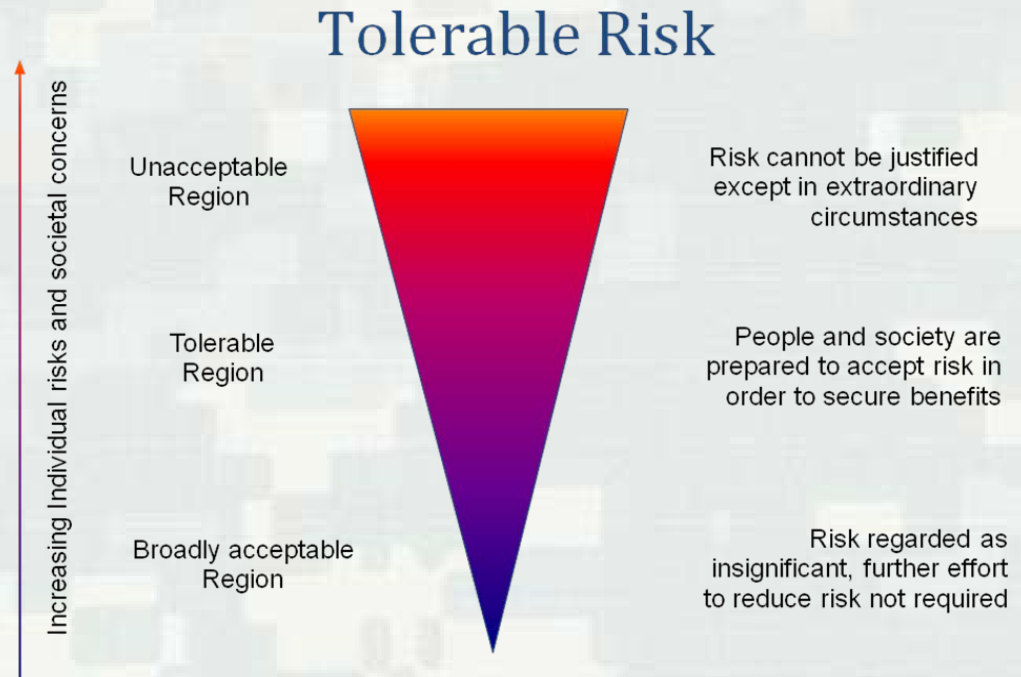 Tolerable Risk
Increasing Individual risks and societal concerns
Unacceptable
Region
Risk cannot be justified
except in extraordinary
circumstances
Tolerable
Region
People and society are
prepared to accept risk in
order to secure benefits
Broadly acceptable
Region
Risk regarded as
insignificant, further effort
to reduce risk not required